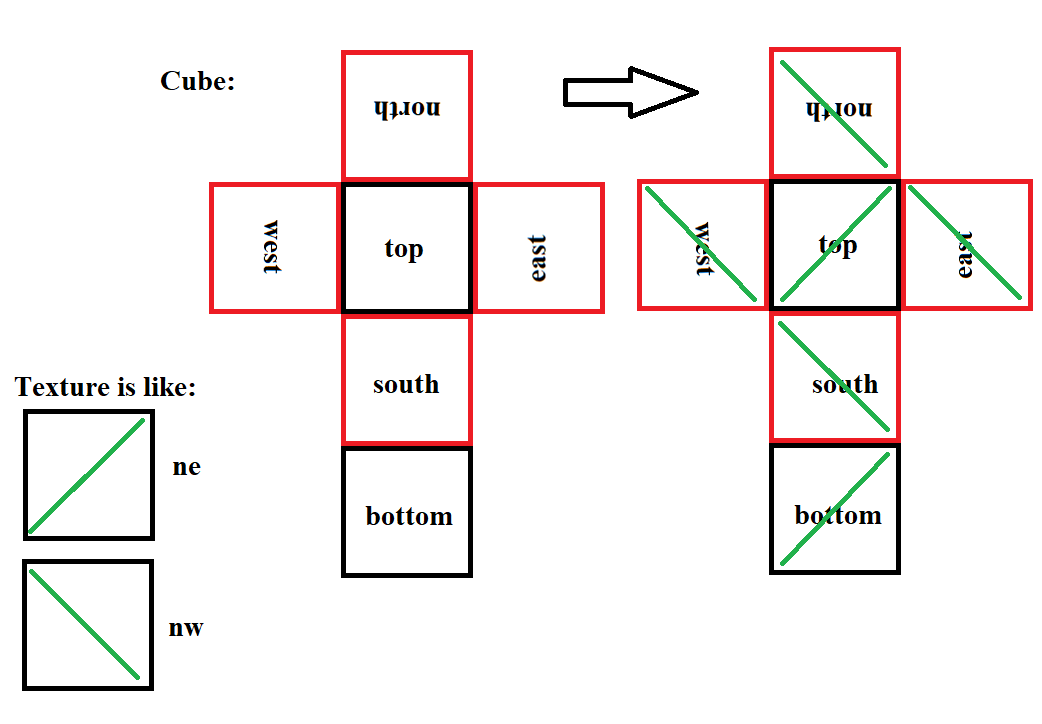 Cube:
north
north
west
top
east
west
top
east
south
south
Texture is like:
ne
bottom
bottom
nw